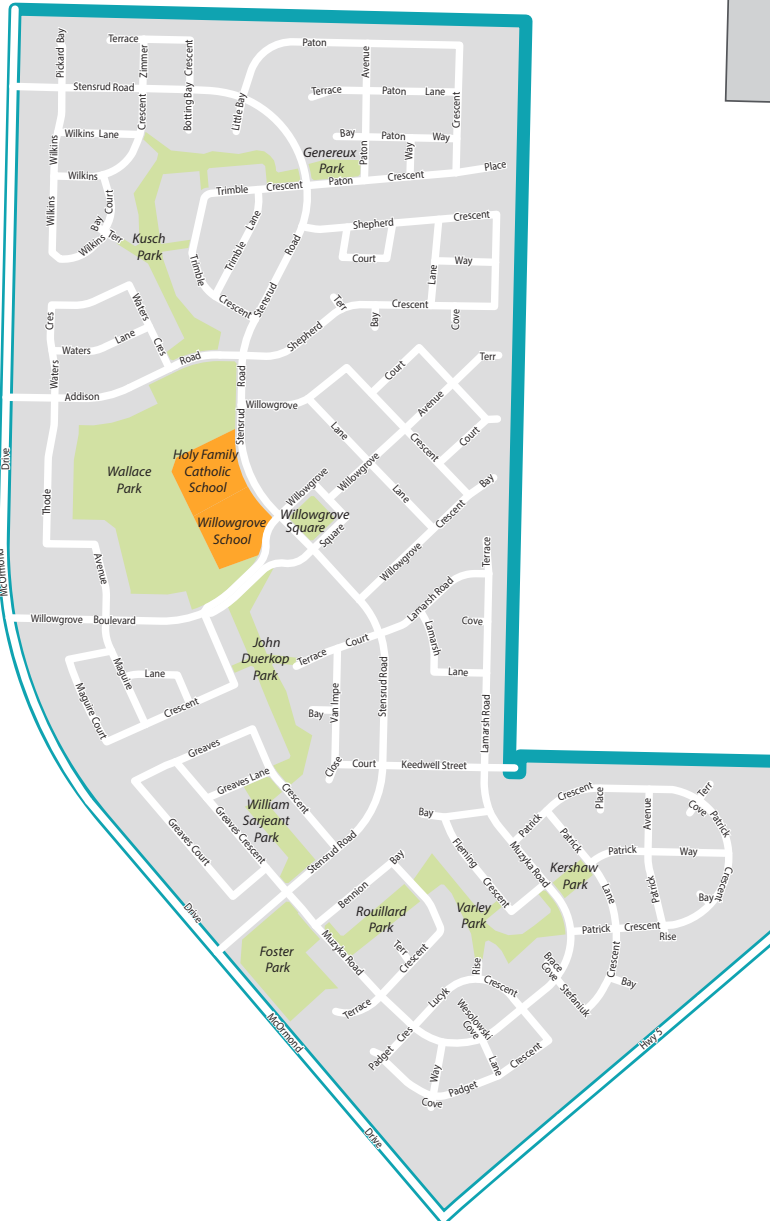 Pickard Bay
Terrace
Zimmer
Crescent
Botting Bay Crescent
Stensrud Road
Little Bay
Paton
Avenue
Terrace Paton Lane
Crescent
Bay Paton Way
Paton
Way
Genereux
Park
Paton Crescent Place
Wilkins Lane
Wilkins
Wilkins
Wilkins
Bay Court
Wilkins Terr
Kusch
Park
Trimble Crescent
Trimble Lane
Trimble
Crescent
Stensrud Road
Shepherd Crescent
Court
Lane
Way
Terr
Bay
Crescent
Cove
Shepherd
Cres
Waters
Waters
Lane
Cres
Waters
Addison Road
Stensrud Road
Willowgrove
Court
Terr
Avenue
Lane
Crescent
Court
Willowgrove
Lane
Willowgrove
Bay
Crescent
Willowgrove
Drive
McOrmond
Wallace
Park
Holy Family
Catholic
School
Willowgrove
School
Willowgrove
Square
Square
Thode
Avenue
Willowgrove Boulevard
Maguire
Lane
Crescent
Maguire Court
John
Duerkop
Park
Terrace Court
Lamarsh Road
Terrace
Cove
Lamarsh
Lane
Lamarsh Road
Stensrud Road
Van Impe
Bay
Close
Court Keedwell Street
Greaves
Greaves Lane
Crescent
Greaves Crescent
Greaves Court
William
Sarjeant
Park
Stensrud Road
Drive
Bay
Fleming
Crescent
Muzyka Road
Patrick
Crescent
Place
Avenue
Terr
Cove
Patrick
Crescent
Patrick
Patrick Way
Kershaw
Park
Lane
Patrick
Bay
Patrick Crescent
Rise
Bennion
Bay
Rouillard
Park
Varley
Park
Terr
Crescent
Muzyka Road
Foster
Park
Terrace
Rise
Brace
Cove
Crescent
Bay
Stefaniuk
Lucyk
Crescent
Wesolowski
Cove
Lane
Padget Cres
Way
Padget
Crescent
Cove
McOrmond
Drive
Hwy 5